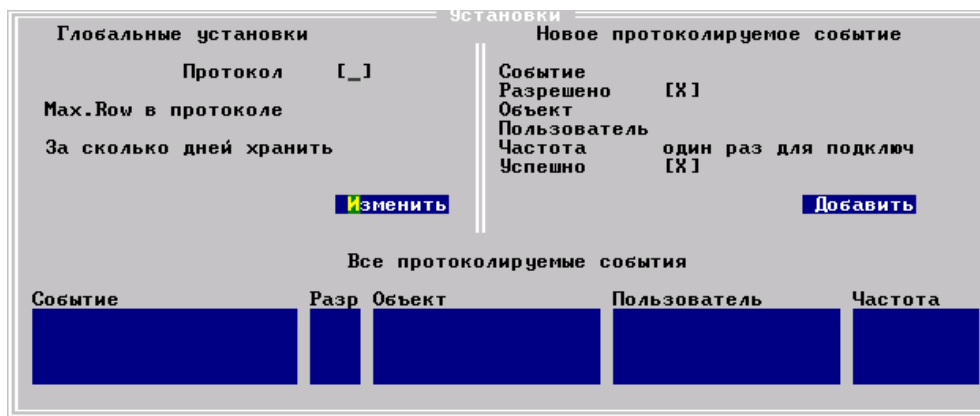 Установки
Глобальные установки
Протокол [_]
Max.Row в протоколе
За сколько дней хранить
Изменить
Новое протоколируемое событие
Событие
Разрешено [X]
Объект
Пользователь
Частота один раз для подключ
Успешно [X]
Добавить
Все протоколируемые события
Событие Разр Объект Пользователь Частота